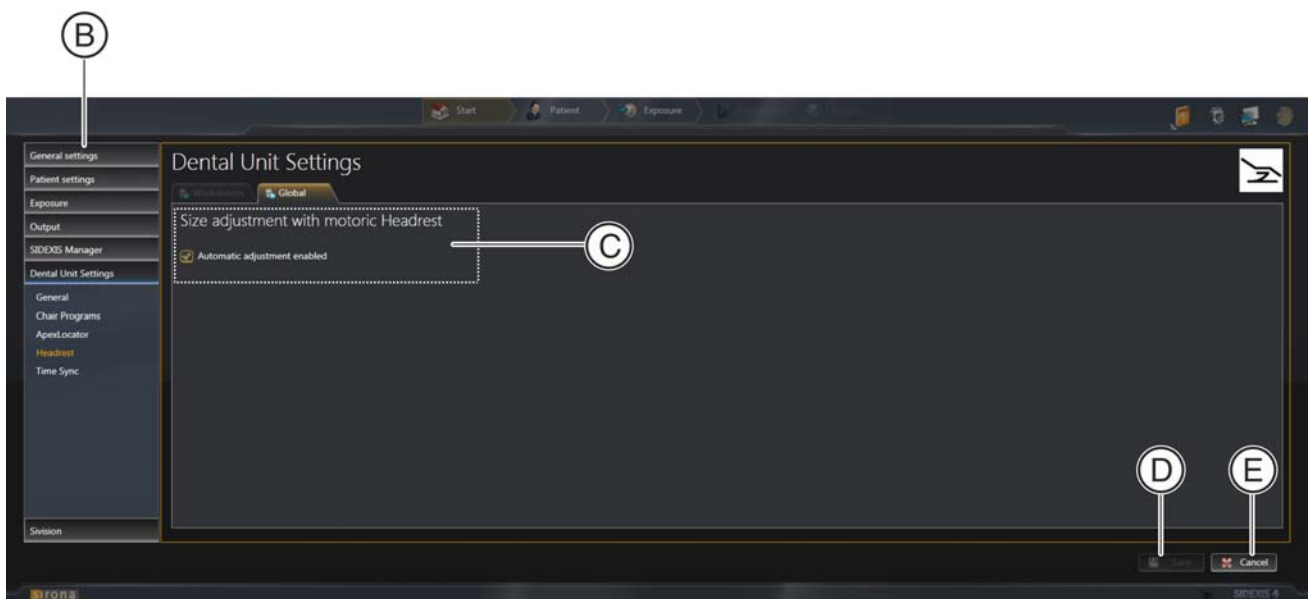 B
Start
Patient
Exposure
General settings
Patient settings
Exposure
Output
SIDEXIS Manager
Dental Unit Settings
General
Chair Programs
ApexLocator
Headrest
Time Sync
Sivision
Dental Unit Settings
Workstation
Global
Size adjustment with motoric Headrest
Automatic adjustment enabled
C
D
E
Save
Cancel
sirona
SIDEXIS 4